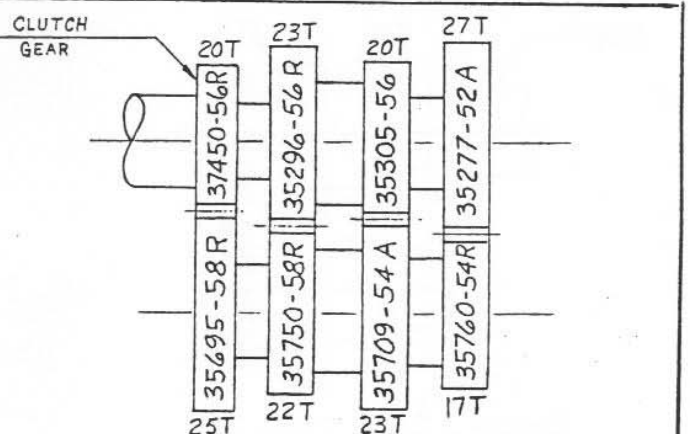 CLUTCH
GEAR
20T
23T
20T
27T
37450-56R
35296-56R
35305-56
35277-52A
35695-58R
35750-58R
35709-54A
35760-54R
25T
22T
23T
17T